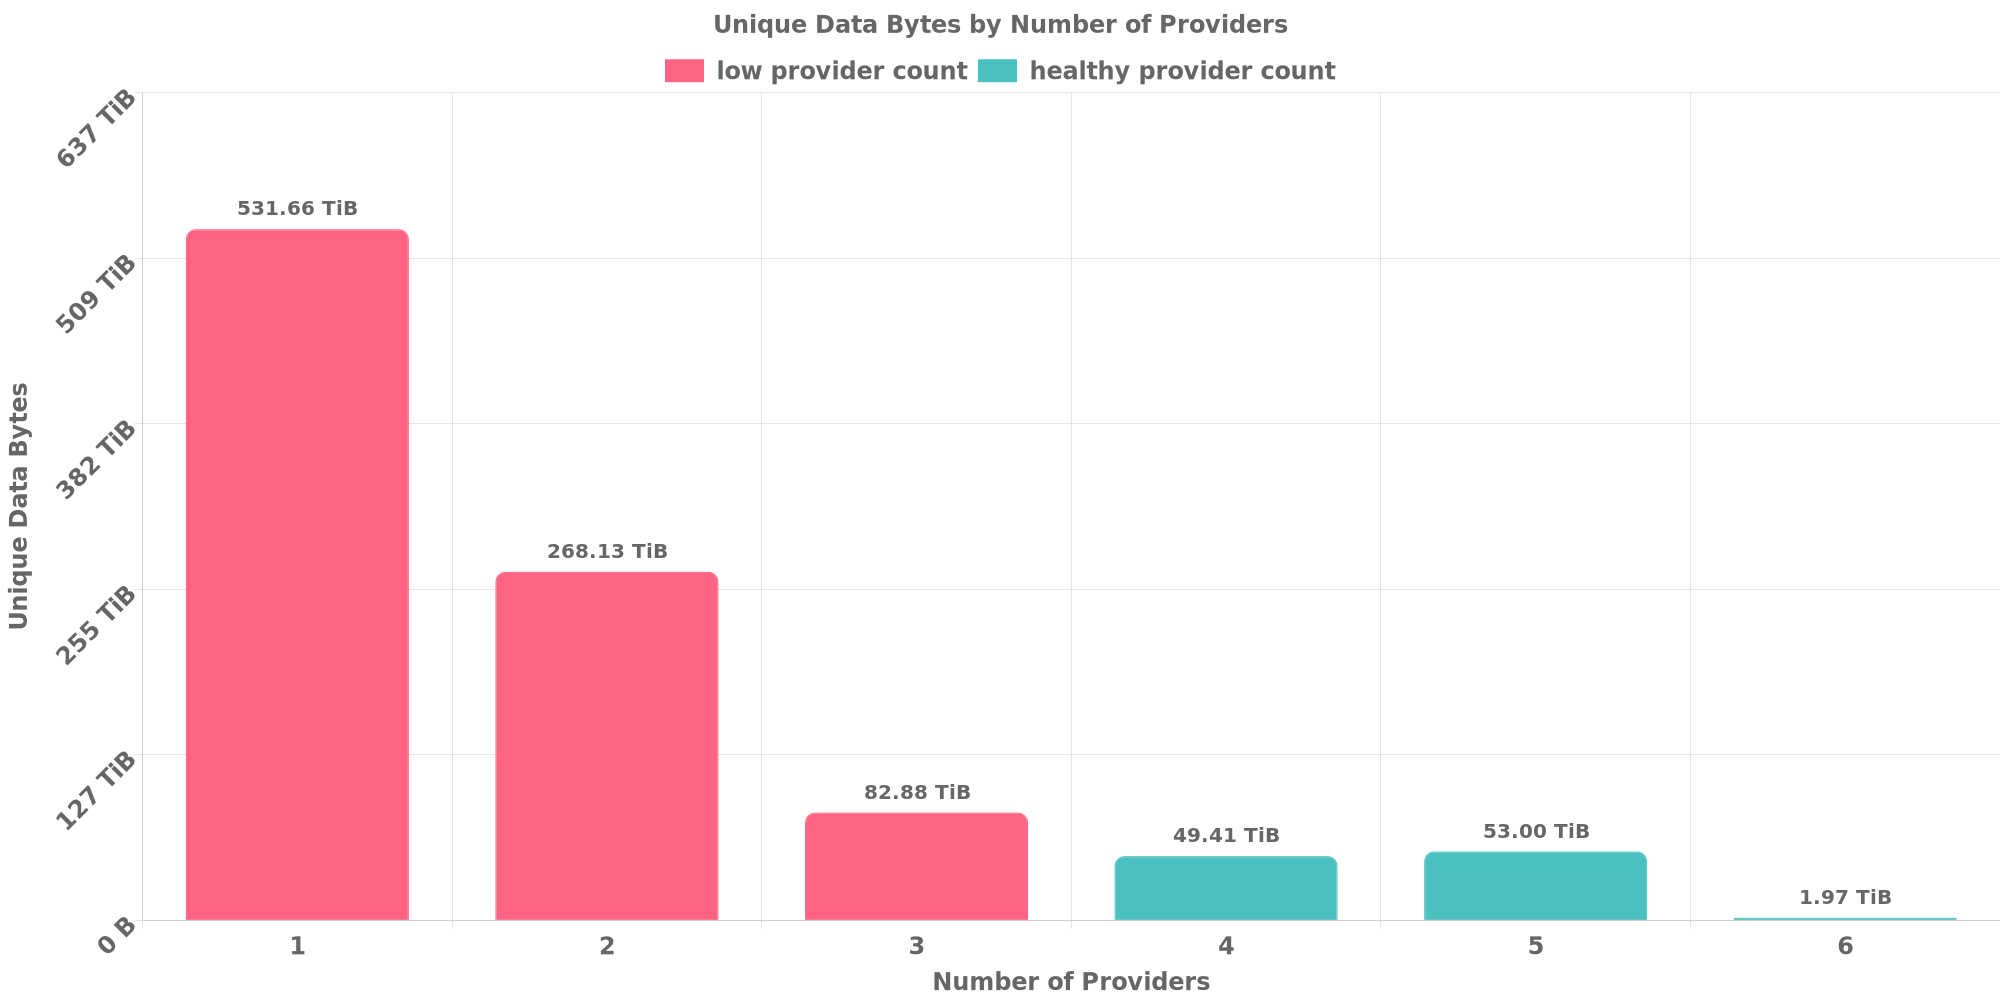 Unique Data Bytes by Number of Providers
low provider count healthy provider count
637 TiB
509 TiB
382 TiB
255 TiB
127 TiB
0 B
Unique Data Bytes
531.66 TiB
268.13 TiB
82.88 TiB
49.41 TiB
53.00 TiB
1.97 TiB
1 2 3 4 5 6
Number of Providers